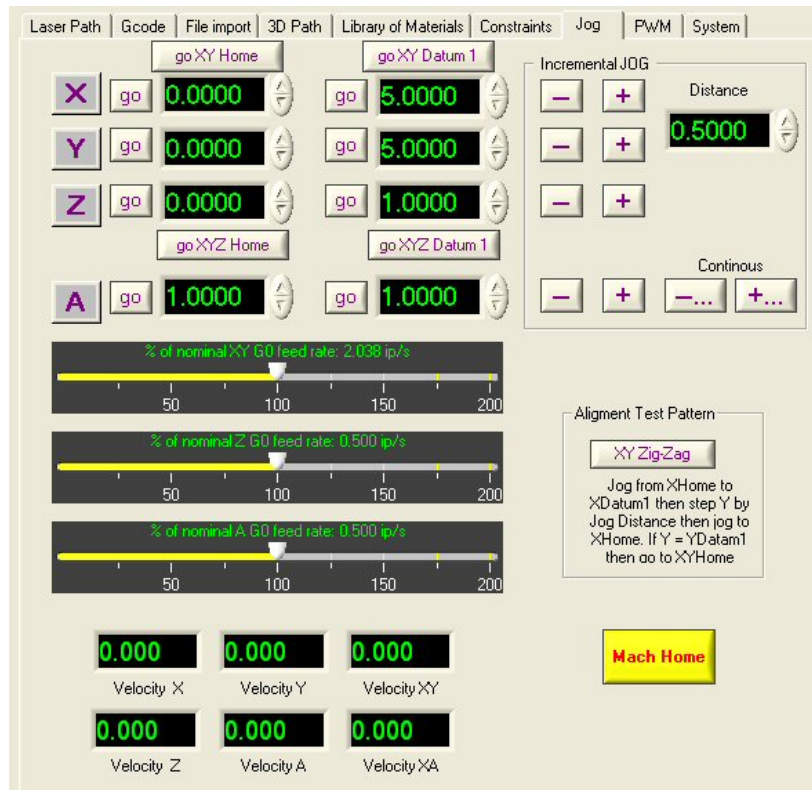 Laser Path Gcode File import 3D Path Library of Materials Constraints Jog PWM System
go XY Home go XY Datum 1
Incremental JOG
X go 0.0000 go 5.0000 − + Distance
0.5000
Y go 0.0000 go 5.0000 − +
Z go 0.0000 go 1.0000 − +
go XYZ Home go XYZ Datum 1
Continous
A go 1.0000 go 1.0000 − + −... +...
% of nominal XY G0 feed rate: 2.038 ip/s
50 100 150 200
% of nominal Z G0 feed rate: 0.500 ip/s
50 100 150 200
% of nominal A G0 feed rate: 0.500 ip/s
50 100 150 200
Aligment Test Pattern
XY Zig-Zag
Jog from XHome to
XDatum1 then step Y by
Jog Distance then jog to
XHome. If Y = YDatam1
then go to XYHome
0.000 0.000 0.000
Velocity X Velocity Y Velocity XY
0.000 0.000 0.000
Velocity Z Velocity A Velocity XA
Mach Home